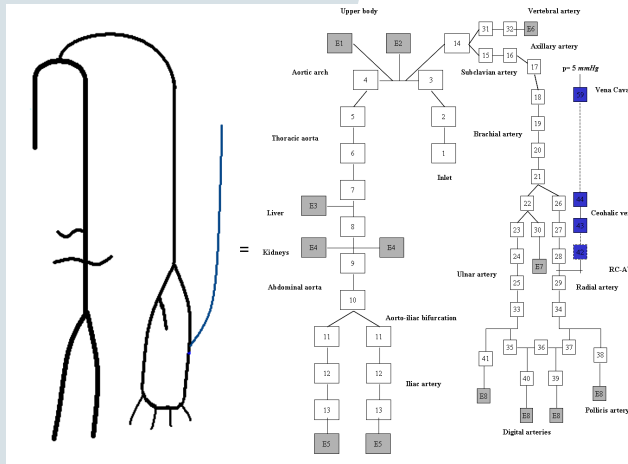 Upper body
Vertebral artery
31 32 E6
E1 E2 14
Axillary artery
15 16
Aortic arch
Subclavian artery
17
p= 5 mmHg
4 3
18
Vena Cava
5 2
19
Brachial artery
Thoracic aorta
6 1
20
Inlet
21
7
44
E3
22 26
Liver
8
Cephalic
23 30 27
E4 E4
=
Kidneys
9
24 28
E7
RC-A
Ulnar artery
25 29
Radial artery
Abdominal aorta
10
33 34
Aorto-iliac bifurcation
11 11
35 36 37
38
41
12 12
Iliac artery
40 39
E8
E8
13 13
Pollicis artery
E8 E8
E5 E5
Digital arteries